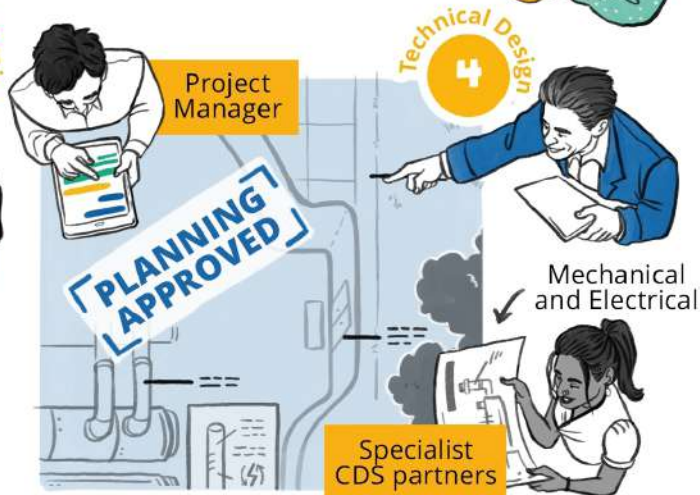 Technical Design
4
Project
Manager
PLANNING
APPROVED
Mechanical
and Electrical
Specialist
CDS partners